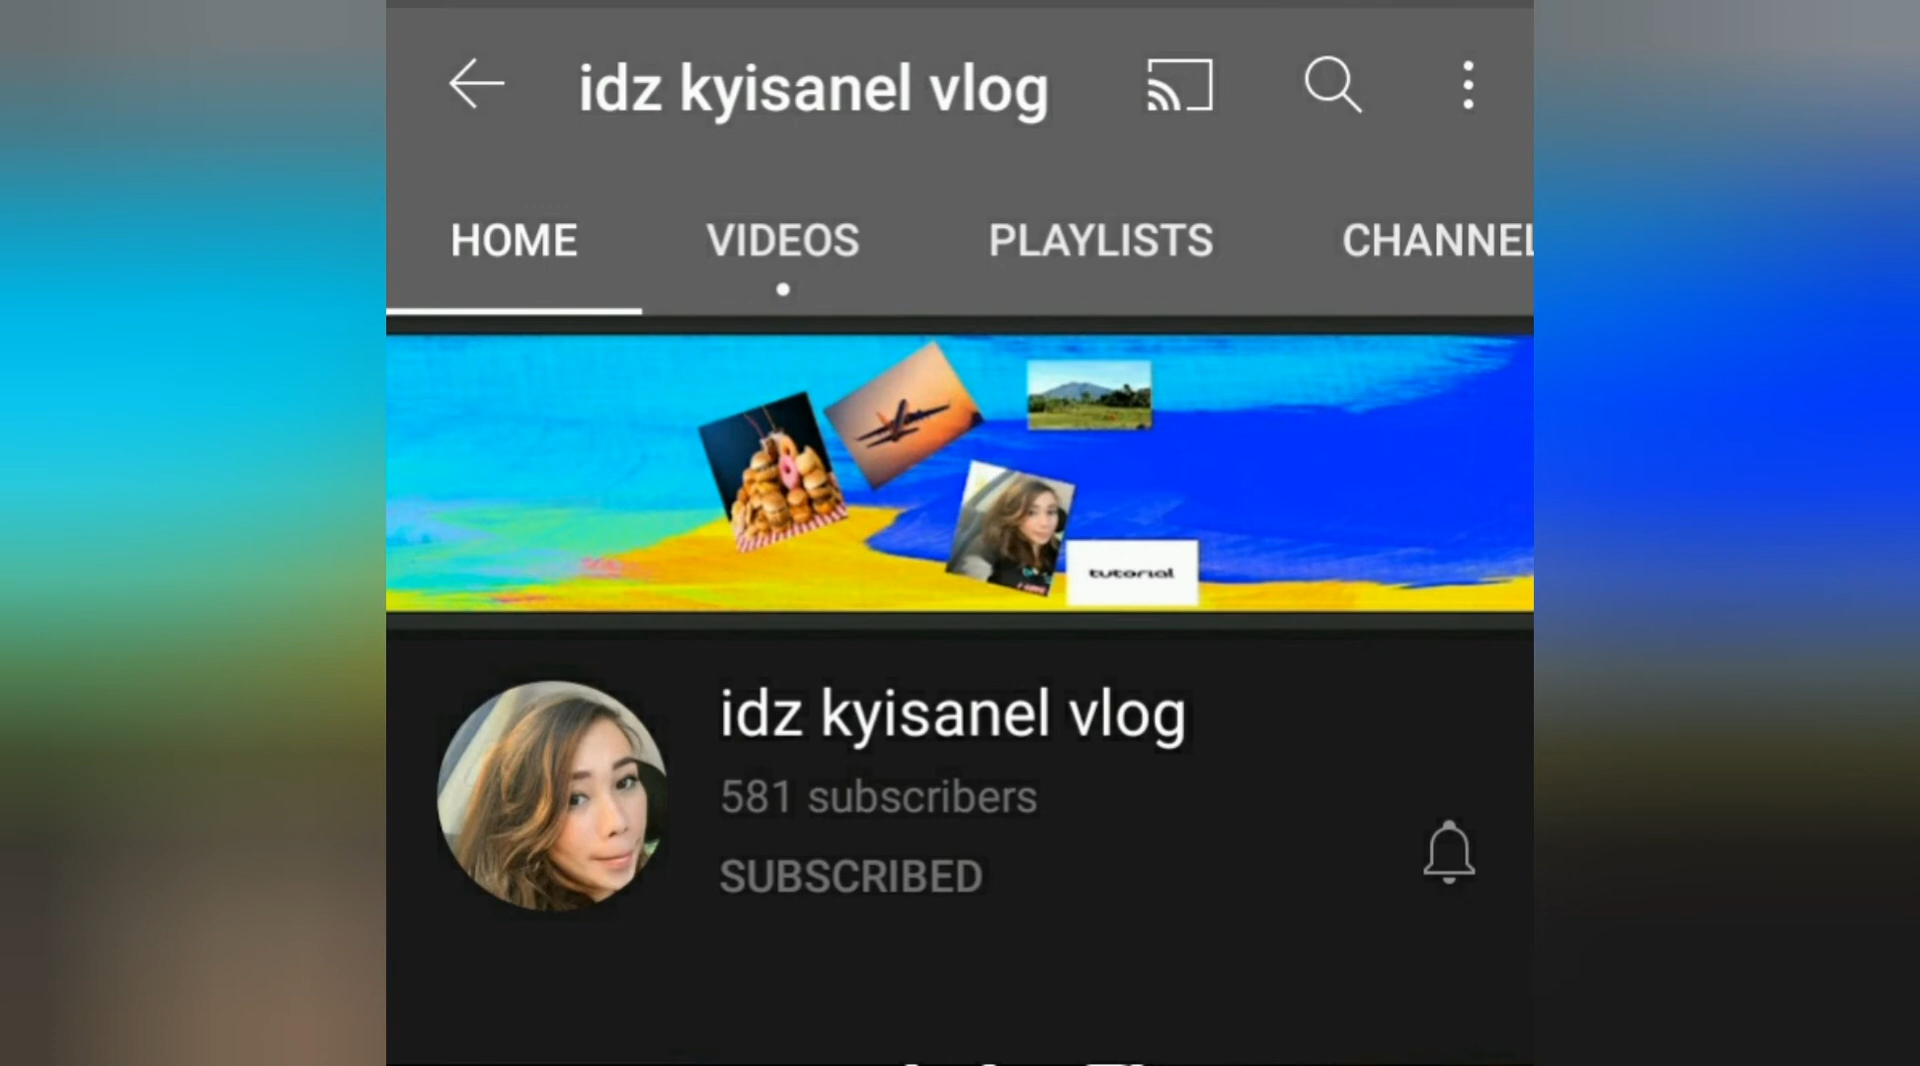 idz kyisanel vlog
HOME VIDEOS PLAYLISTS CHANNEL
tutorial
idz kyisanel vlog
581 subscribers
SUBSCRIBED